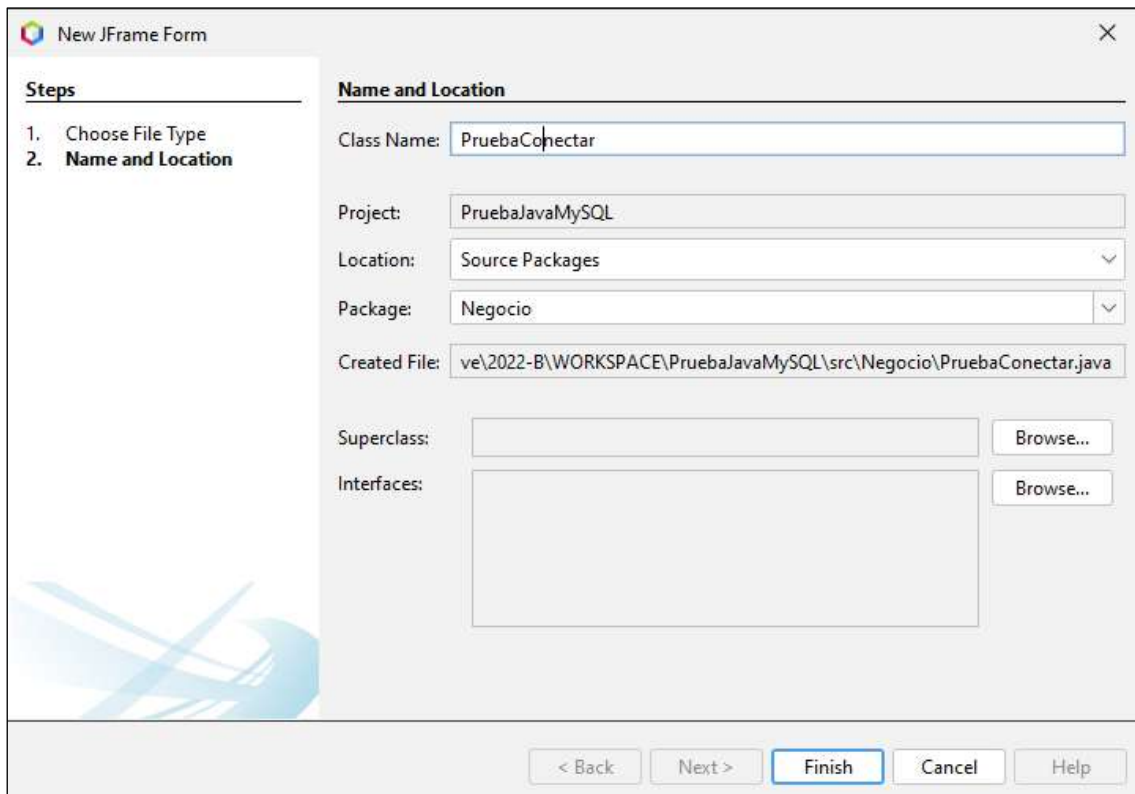 New JFrame Form
Steps
1. Choose File Type
2. Name and Location
Name and Location
Class Name: PruebaConectar
Project: PruebaJavaMySQL
Location: Source Packages
Package: Negocio
Created File: ve\2022-B\WORKSPACE\PruebaJavaMySQL\src\Negocio\PruebaConectar.java
Superclass: Browse...
Interfaces: Browse...
< Back Next > Finish Cancel Help